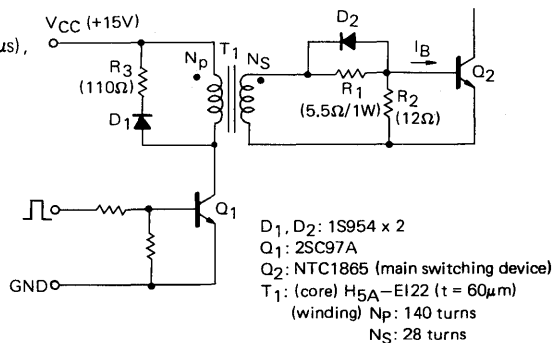 μs),
VCC (+15V)
R3
(110Ω)
D1
NP
T1
NS
D2
IB
R1
(5.5Ω/1W)
R2
(12Ω)
Q2
Q1
GND
D1, D2: 1S954 x 2
Q1: 2SC97A
Q2: NTC1865 (main switching device)
T1: (core) H5A–EI22 (t = 60μm)
(winding) NP: 140 turns
NS: 28 turns